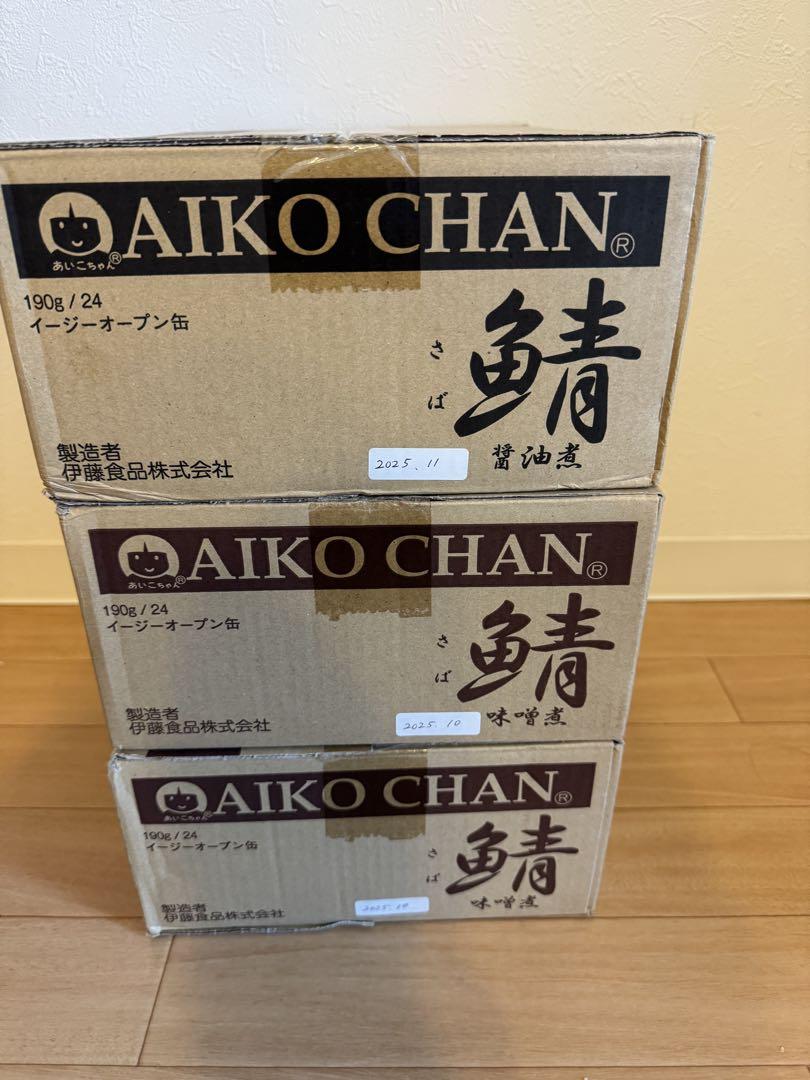 AIKO CHAN®
あいこちゃん®
190g / 24
イージーオープン缶
さば
鯖
醤油煮
製造者
伊藤食品株式会社
2025. 11
AIKO CHAN®
あいこちゃん®
190g / 24
イージーオープン缶
さば
鯖
味噌煮
製造者
伊藤食品株式会社
2025. 10
AIKO CHAN®
あいこちゃん®
190g / 24
イージーオープン缶
さば
鯖
味噌煮
製造者
伊藤食品株式会社
2025. 10